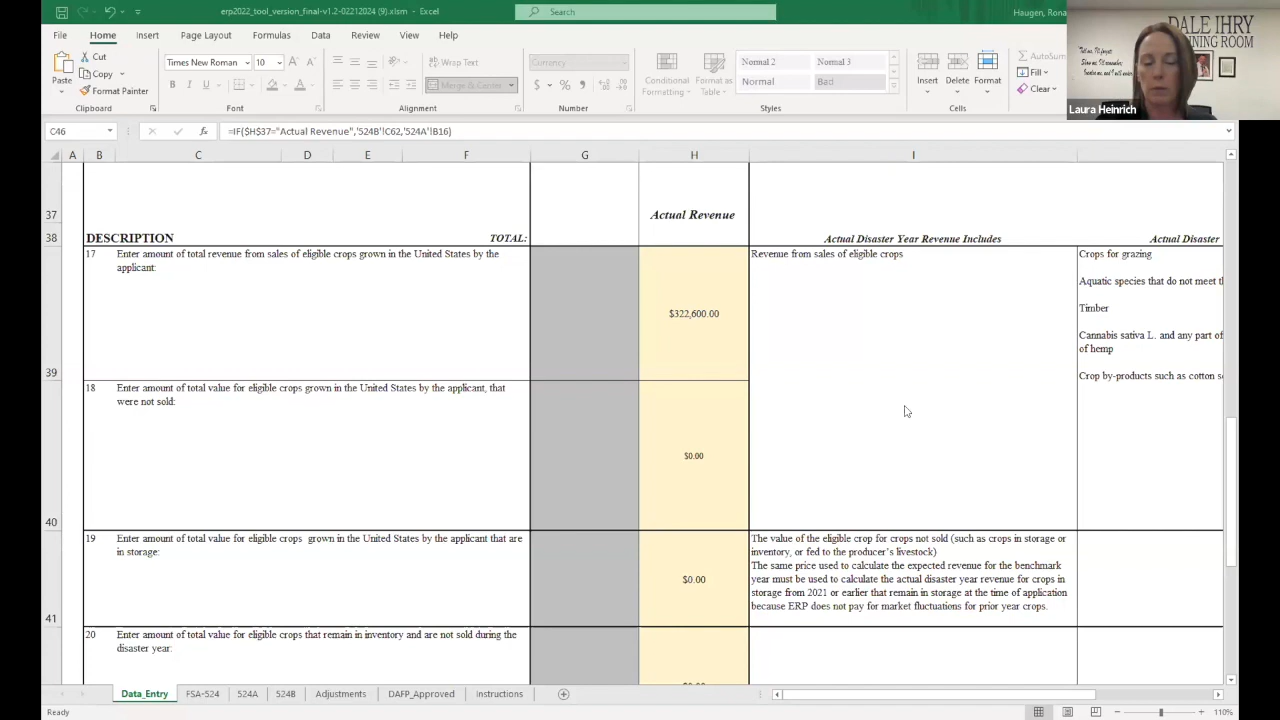 erp2022_tool_version_final-v1.2-02212024 (9).xlsm - Excel
Search
Haugen, Rona
DALE IHRY
File Home Insert Page Layout Formulas Data Review View Help
Paste
Cut
Copy
Format Painter
Clipboard
Times New Roman 10
B I U
Font
Wrap Text
Merge & Center
Alignment
Currency
$ % 9
Number
Conditional
Formatting
Format as
Table
Normal 2 Normal 3
Normal Bad
Styles
Insert Delete Format
Cells
AutoSum
Fill
Clear
Laura Heinrich
C46 fx =IF($H$37="Actual Revenue",'524B'!C62,'524A'!B16)
A B C D E F G H I
37 Actual Revenue
38 DESCRIPTION TOTAL: Actual Disaster Year Revenue Includes Actual Disaster
17 Enter amount of total revenue from sales of eligible crops grown in the United States by the
applicant:
$322,600.00
Revenue from sales of eligible crops
Crops for grazing
Aquatic species that do not meet th
Timber
Cannabis sativa L. and any part of
of hemp
Crop by-products such as cotton se
39
18 Enter amount of total value for eligible crops grown in the United States by the applicant, that
were not sold:
$0.00
40
19 Enter amount of total value for eligible crops grown in the United States by the applicant that are
in storage:
$0.00
The value of the eligible crop for crops not sold (such as crops in storage or
inventory, or fed to the producer's livestock)
The same price used to calculate the expected revenue for the benchmark
year must be used to calculate the actual disaster year revenue for crops in
storage from 2021 or earlier that remain in storage at the time of application
because ERP does not pay for market fluctuations for prior year crops.
41
20 Enter amount of total value for eligible crops that remain in inventory and are not sold during the
disaster year:
Data_Entry FSA-524 524A 524B Adjustments DAFP_Approved Instructions
Ready
110%